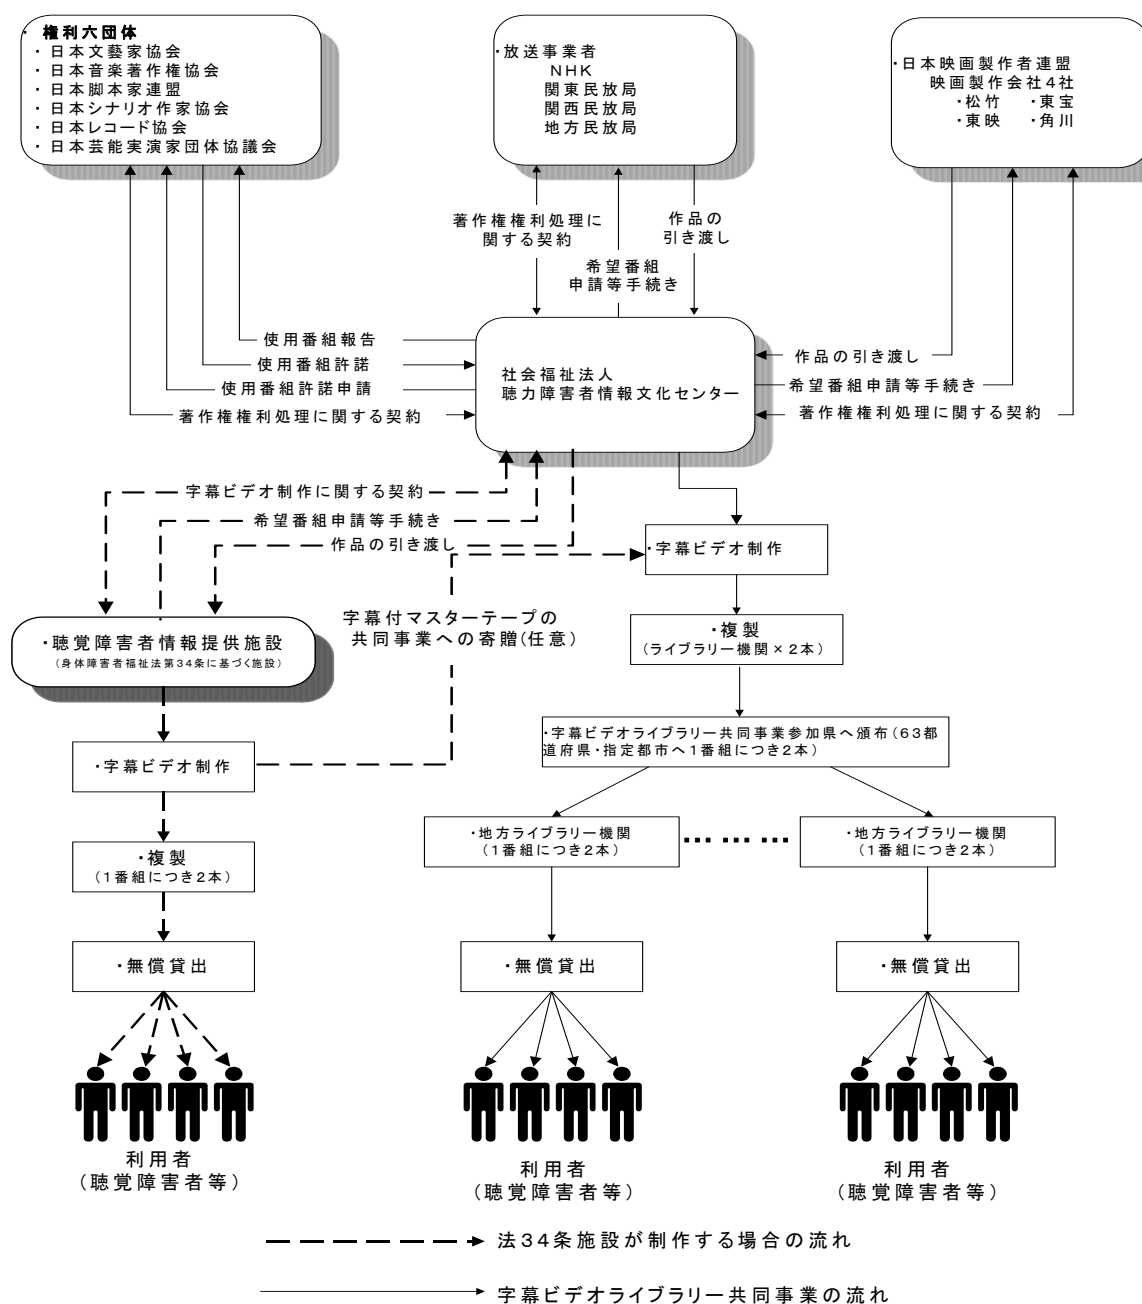 ・ 権利六団体
・ 日本文藝家協会
・ 日本音楽著作権協会
・ 日本脚本家連盟
・ 日本シナリオ作家協会
・ 日本レコード協会
・ 日本芸能実演家団体協議会
・放送事業者
NHK
関東民放局
関西民放局
地方民放局
・日本映画製作者連盟
映画製作会社4社
・松竹 ・東宝
・東映 ・角川
著作権権利処理に
関する契約
作品の
引き渡し
希望番組
申請等手続き
使用番組報告
使用番組許諾
使用番組許諾申請
著作権権利処理に関する契約
社会福祉法人
聴力障害者情報文化センター
作品の引き渡し
希望番組申請等手続き
著作権権利処理に関する契約
字幕ビデオ制作に関する契約
希望番組申請等手続き
作品の引き渡し
・字幕ビデオ制作
字幕付マスターテープの
共同事業への寄贈(任意)
・聴覚障害者情報提供施設
(身体障害者福祉法第34条に基づく施設)
・複製
(ライブラリー機関×2本)
・字幕ビデオライブラリー共同事業参加県へ頒布(63都
道府県・指定都市へ1番組につき2本)
・字幕ビデオ制作
・地方ライブラリー機関
(1番組につき2本)
・地方ライブラリー機関
(1番組につき2本)
・複製
(1番組につき2本)
・無償貸出
・無償貸出
・無償貸出
利用者
(聴覚障害者等)
利用者
(聴覚障害者等)
利用者
(聴覚障害者等)
法34条施設が制作する場合の流れ
字幕ビデオライブラリー共同事業の流れ